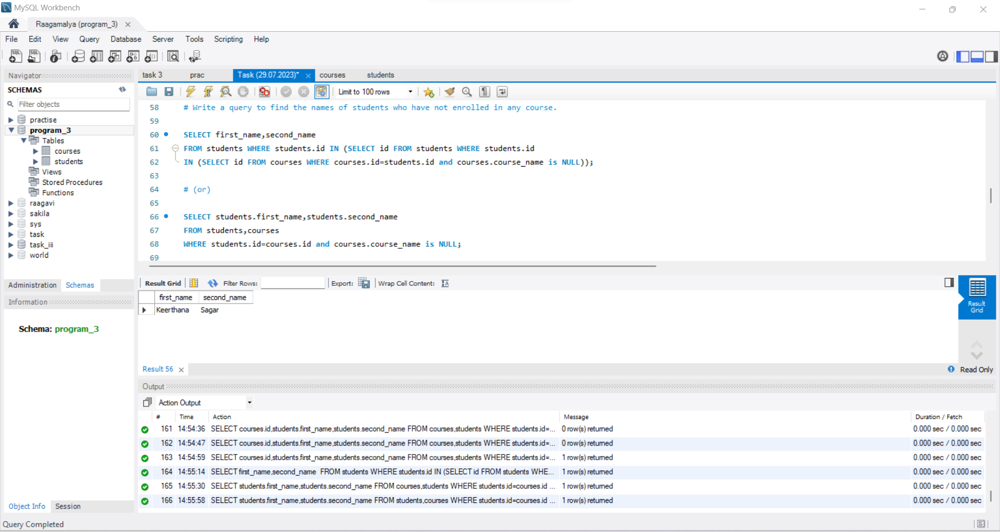 MySQL Workbench
Raagamalya (program_3)
File Edit View Query Database Server Tools Scripting Help
Navigator
SCHEMAS
Filter objects
practise
program_3
Tables
courses
students
Views
Stored Procedures
Functions
raagavi
sakila
sys
task
task_iii
world
Administration Schemas
Information
Schema: program_3
Object Info Session
task 3 prac Task (29.07.2023)* courses students
Limit to 100 rows
58 # Write a query to find the names of students who have not enrolled in any course.
59
60 SELECT first_name,second_name
61 FROM students WHERE students.id IN (SELECT id FROM students WHERE students.id
62 IN (SELECT id FROM courses WHERE courses.id=students.id and courses.course_name is NULL));
63
64 # (or)
65
66 SELECT students.first_name,students.second_name
67 FROM students,courses
68 WHERE students.id=courses.id and courses.course_name is NULL;
69
Result Grid Filter Rows: Export: Wrap Cell Content:
first_name second_name
Keerthana Sagar
Result
Grid
Result 56
Read Only
Output
Action Output
# Time Action Message Duration / Fetch
161 14:54:36 SELECT courses.id,students.first_name,students.second_name FROM courses,students WHERE students.id=... 0 row(s) returned 0.000 sec / 0.000 sec
162 14:54:47 SELECT courses.id,students.first_name,students.second_name FROM courses,students WHERE students.id=... 0 row(s) returned 0.000 sec / 0.000 sec
163 14:54:59 SELECT courses.id,students.first_name,students.second_name FROM courses,students WHERE students.id=... 1 row(s) returned 0.000 sec / 0.000 sec
164 14:55:14 SELECT first_name,second_name FROM students WHERE students.id IN (SELECT id FROM students WHE... 1 row(s) returned 0.000 sec / 0.000 sec
165 14:55:30 SELECT students.first_name,students.second_name FROM courses,students WHERE students.id=courses.id ... 1 row(s) returned 0.000 sec / 0.000 sec
166 14:55:58 SELECT students.first_name,students.second_name FROM students,courses WHERE students.id=courses.id ... 1 row(s) returned 0.000 sec / 0.000 sec
Query Completed